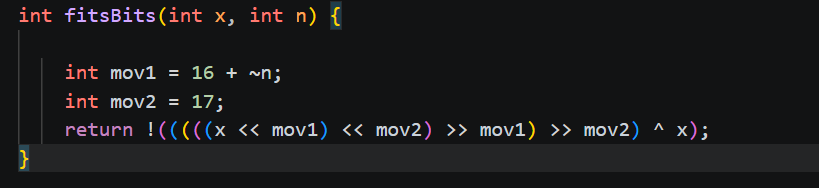 int fitsBits(int x, int n) {
int mov1 = 16 + ~n;
int mov2 = 17;
return !(((((x << mov1) << mov2) >> mov1) >> mov2) ^ x);
}